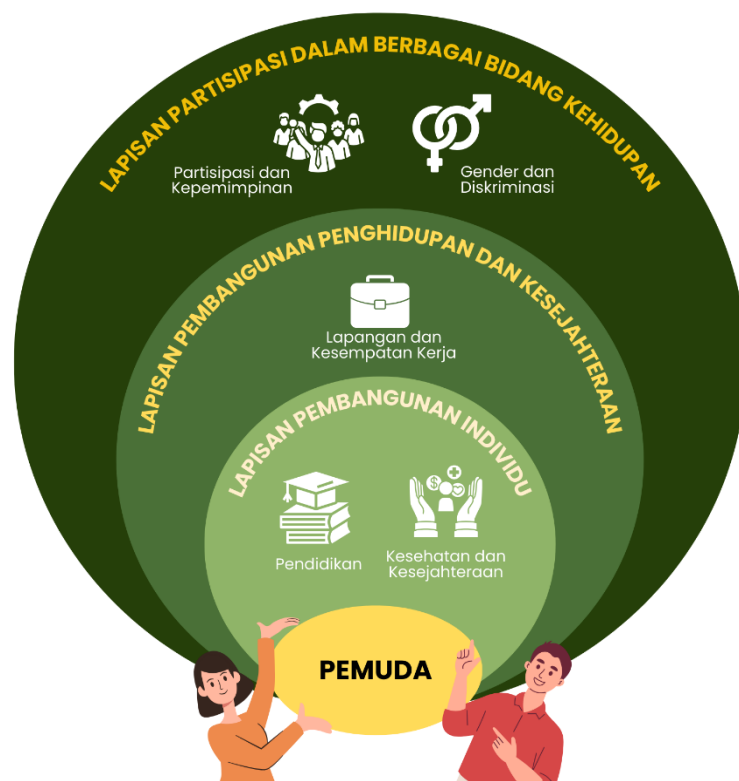 LAPISAN PARTISIPASI DALAM BERBAGAI BIDANG KEHIDUPAN
Partisipasi dan
Kepemimpinan
Gender dan
Diskriminasi
LAPISAN PEMBANGUNAN PENGHIDUPAN DAN KESEJAHTERAAN
Lapangan dan
Kesempatan Kerja
LAPISAN PEMBANGUNAN INDIVIDU
$
Pendidikan
Kesehatan dan
Kesejahteraan
PEMUDA